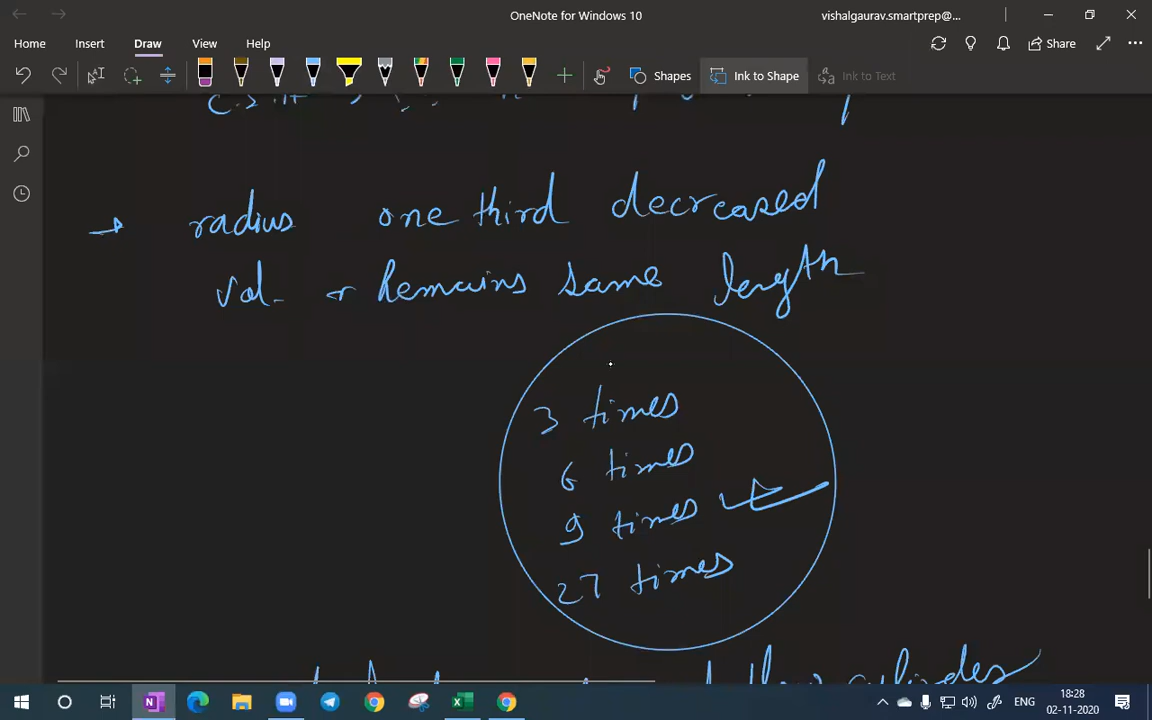 OneNote for Windows 10
vishalgaurav.smartprep@...
Home Insert Draw View Help
Share
Shapes
Ink to Shape
Ink to Text
→ radius one third decreased
vol. Remains same length
3 times
6 times
9 times
27 times
cylinder
ENG
18:28
02-11-2020